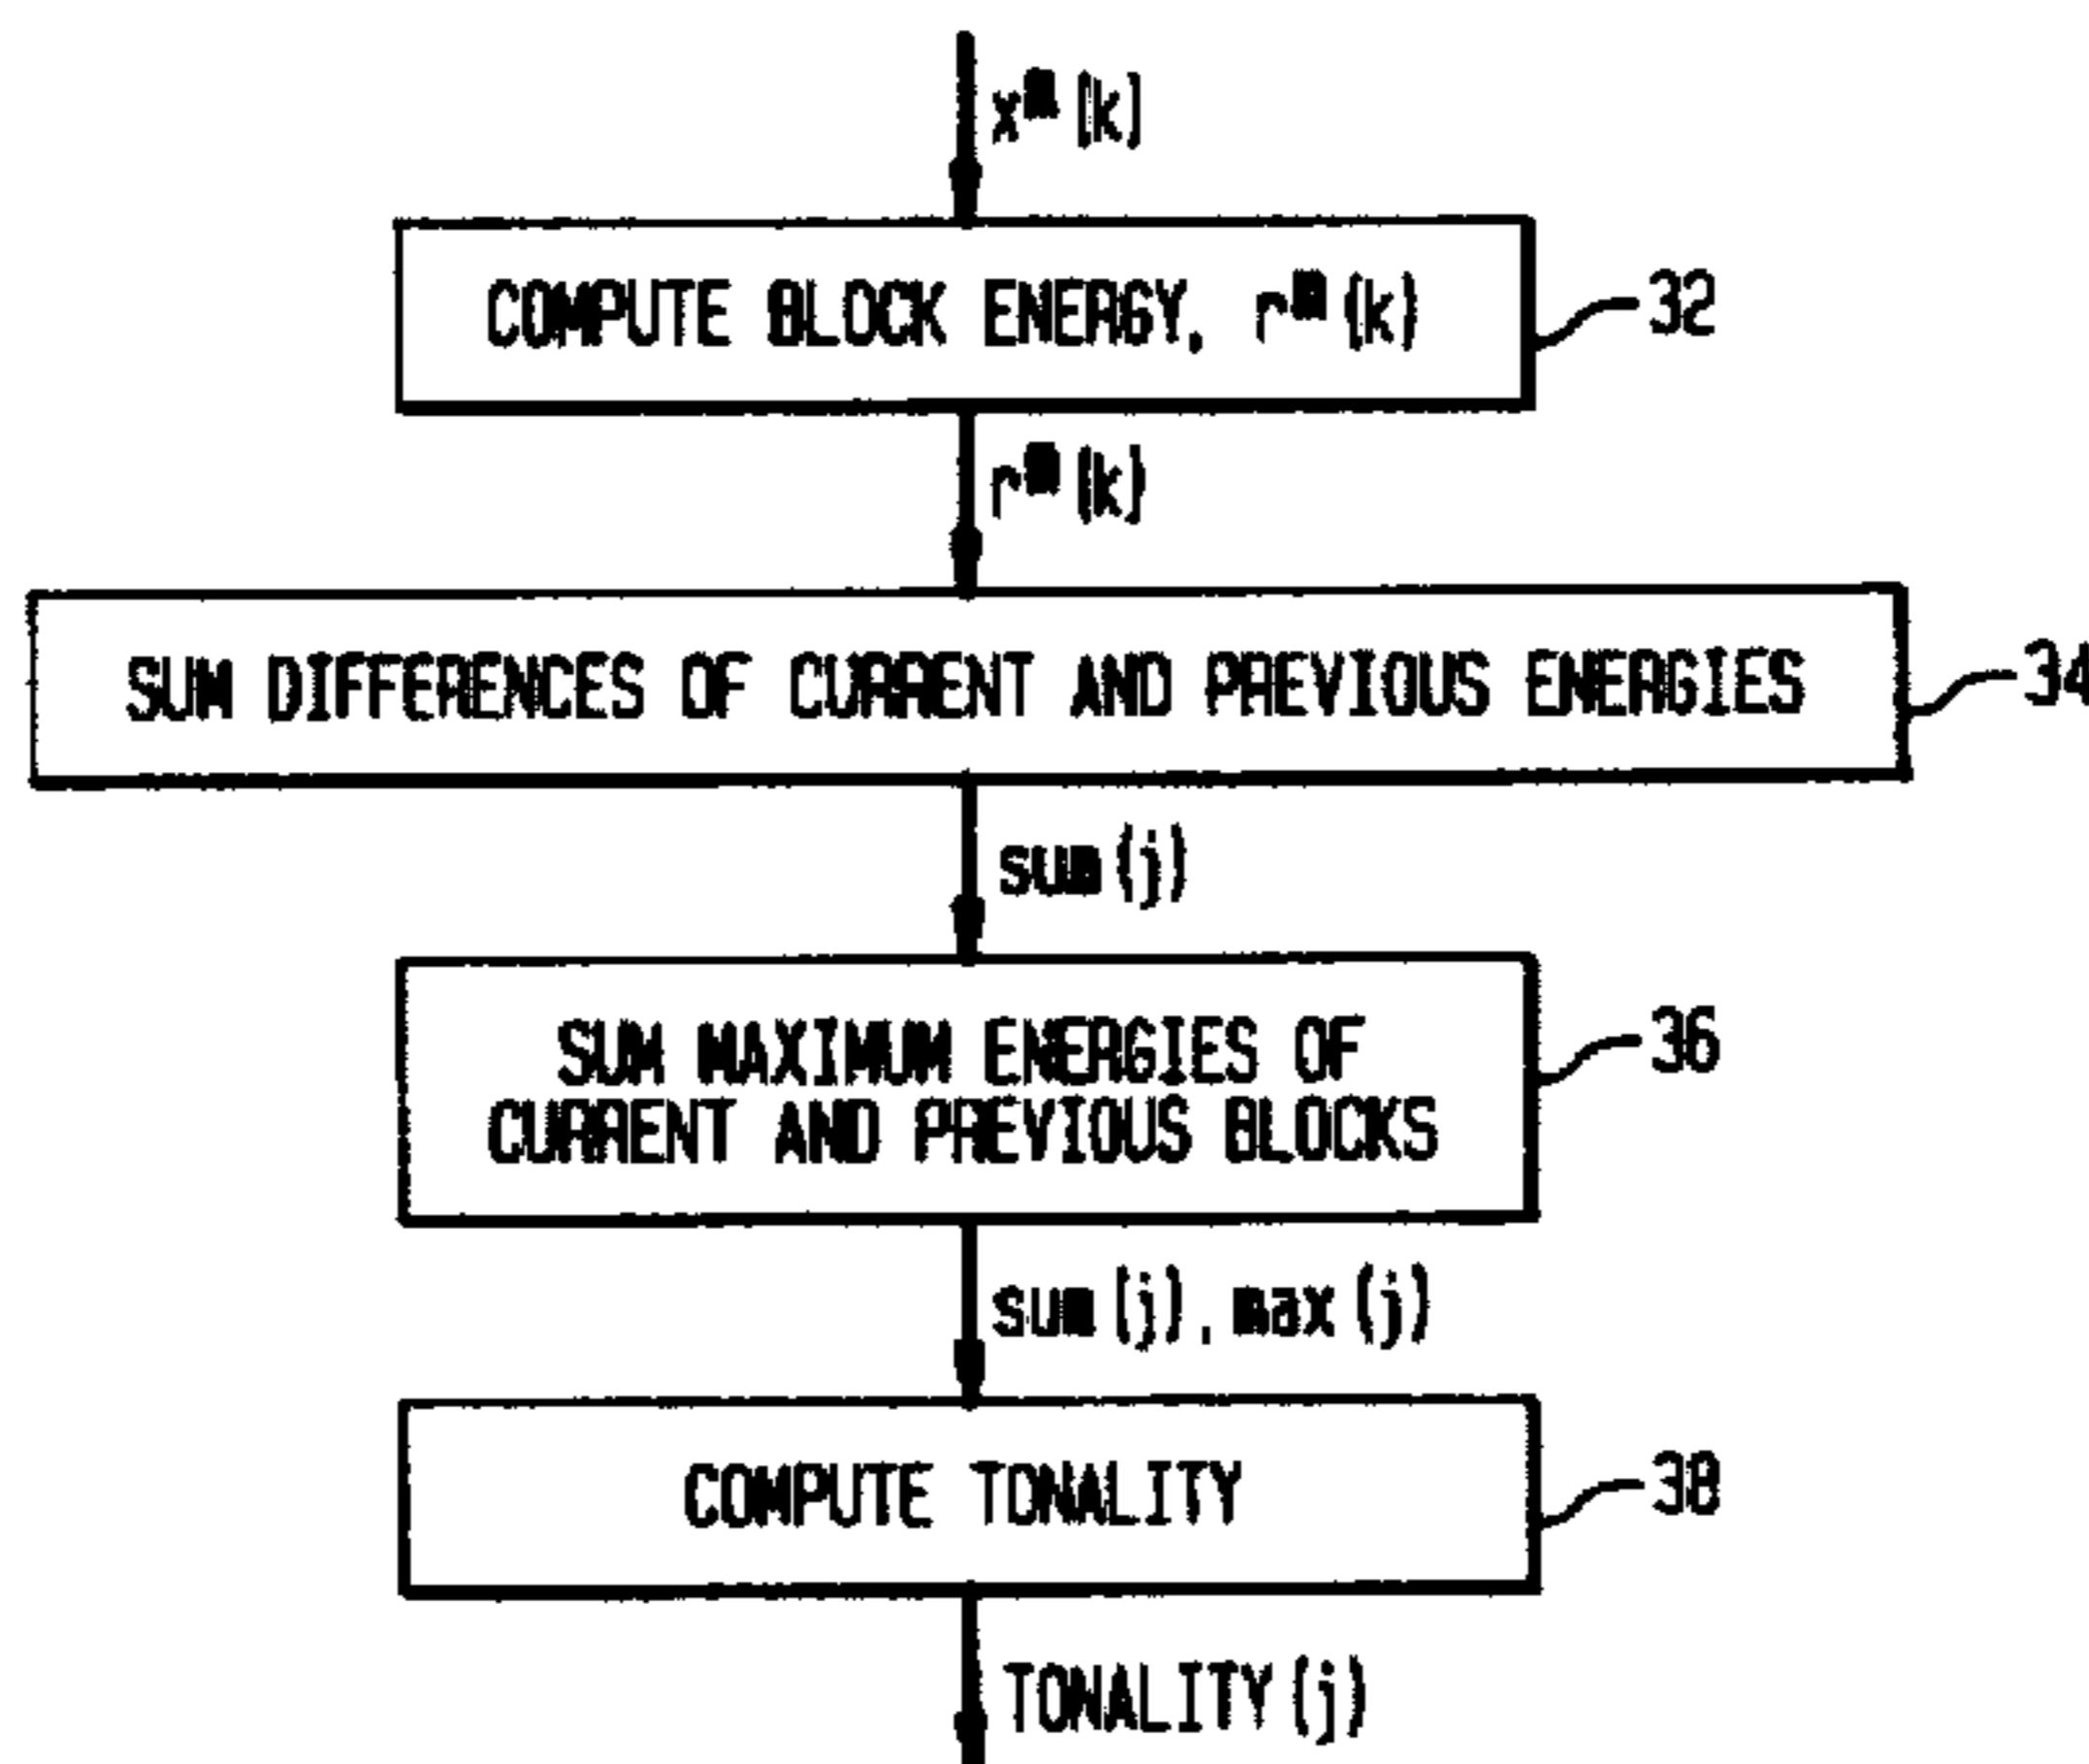 x^m (k)
COMPUTE BLOCK ENERGY, r^m (k)
32
r^m (k)
SUM DIFFERENCES OF CURRENT AND PREVIOUS ENERGIES
34
sum (j)
SUM MAXIMUM ENERGIES OF
CURRENT AND PREVIOUS BLOCKS
36
sum (j), max (j)
COMPUTE TONALITY
38
TONALITY (j)